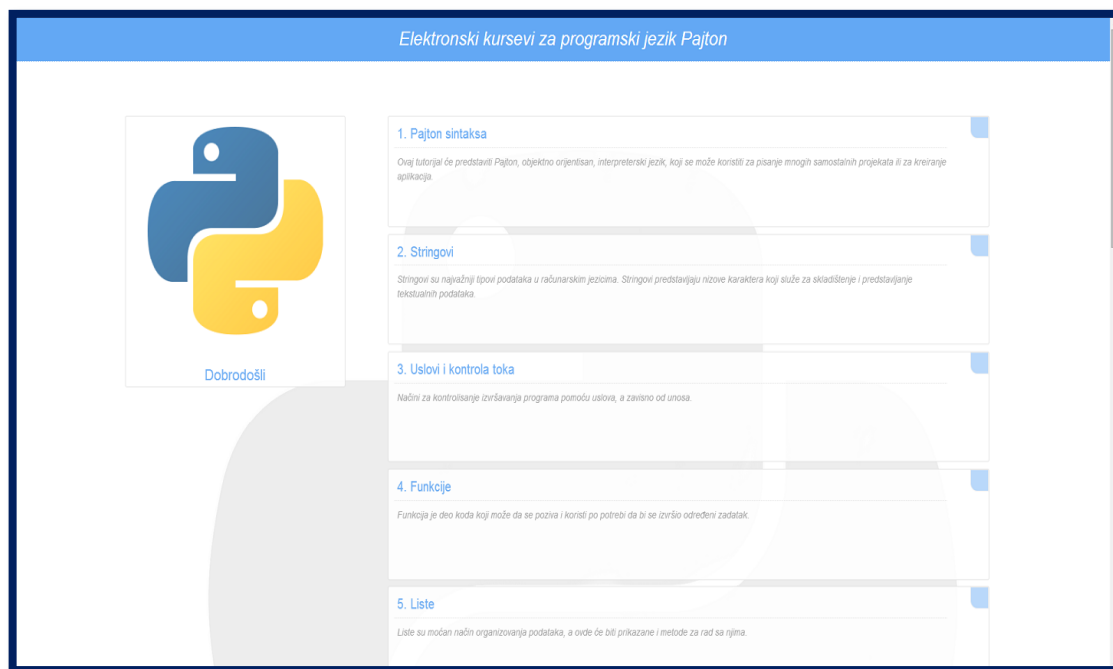 Elektronski kursevi za programski jezik Pajton
Dobrodošli
1. Pajton sintaksa
Ovaj tutorijal će predstaviti Pajton, objektno orijentisan, interpreterski jezik, koji se može koristiti za pisanje mnogih samostalnih projekata ili za kreiranje
aplikacija.
2. Stringovi
Stringovi su najvažniji tipovi podataka u računarskim jezicima. Stringovi predstavljaju nizove karaktera koji služe za skladištenje i predstavljanje
tekstualnih podataka.
3. Uslovi i kontrola toka
Načini za kontrolisanje izvršavanja programa pomoću uslova, a zavisno od unosa.
4. Funkcije
Funkcija je deo koda koji može da se poziva i koristi po potrebi da bi se izvršio određeni zadatak.
5. Liste
Liste su moćan način organizovanja podataka, a ovde će biti prikazane i metode za rad sa njima.